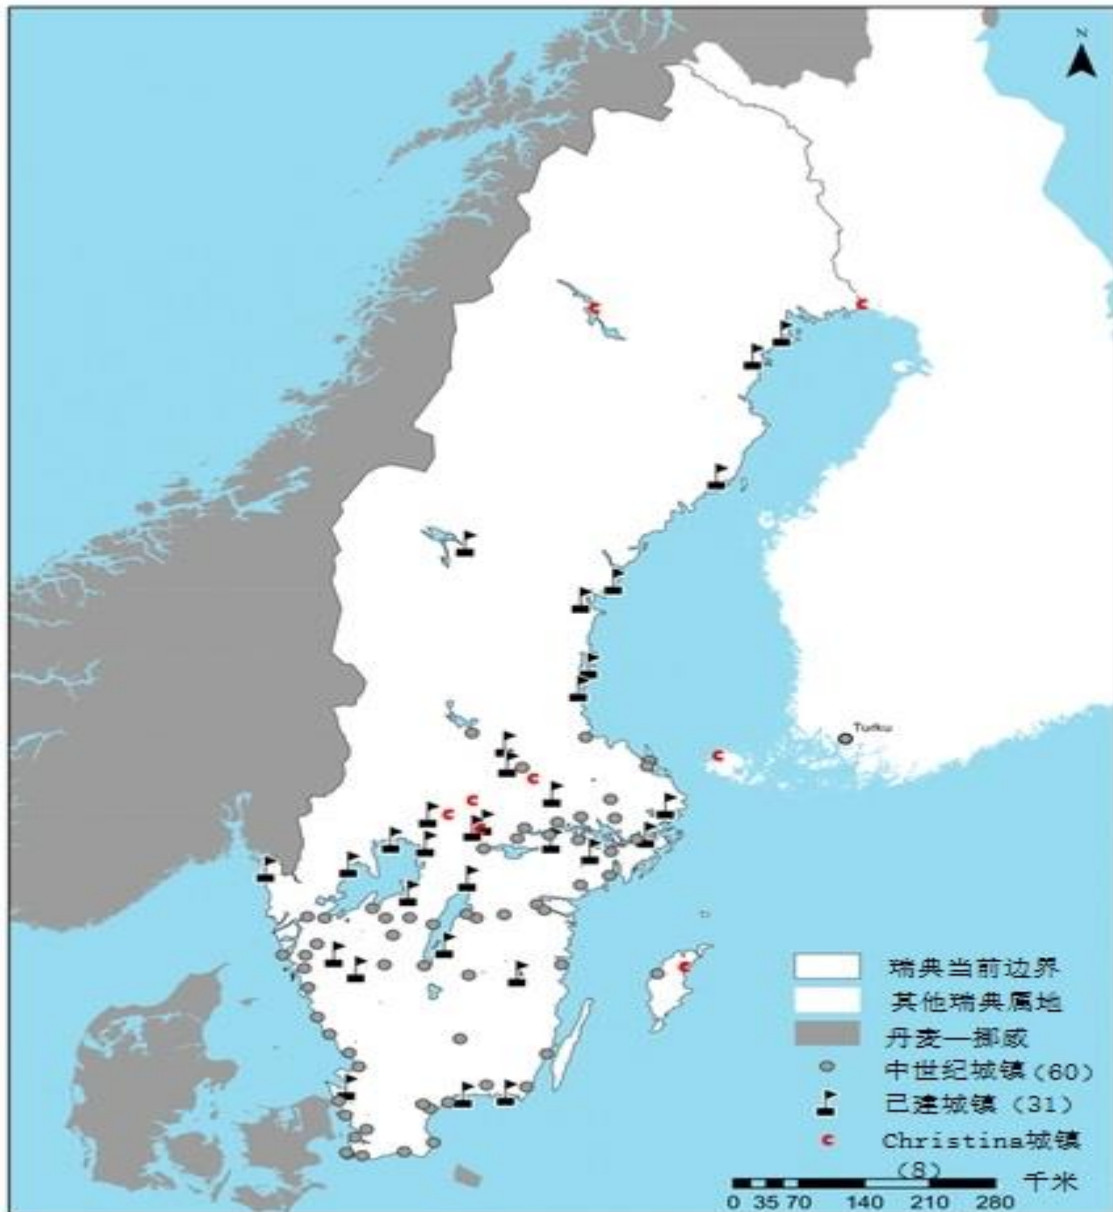 N
Turku
瑞典当前边界
其他瑞典属地
丹麦—挪威
中世纪城镇(60)
已建城镇 (31)
Christina城镇
(8)
千米
0 35 70 140 210 280